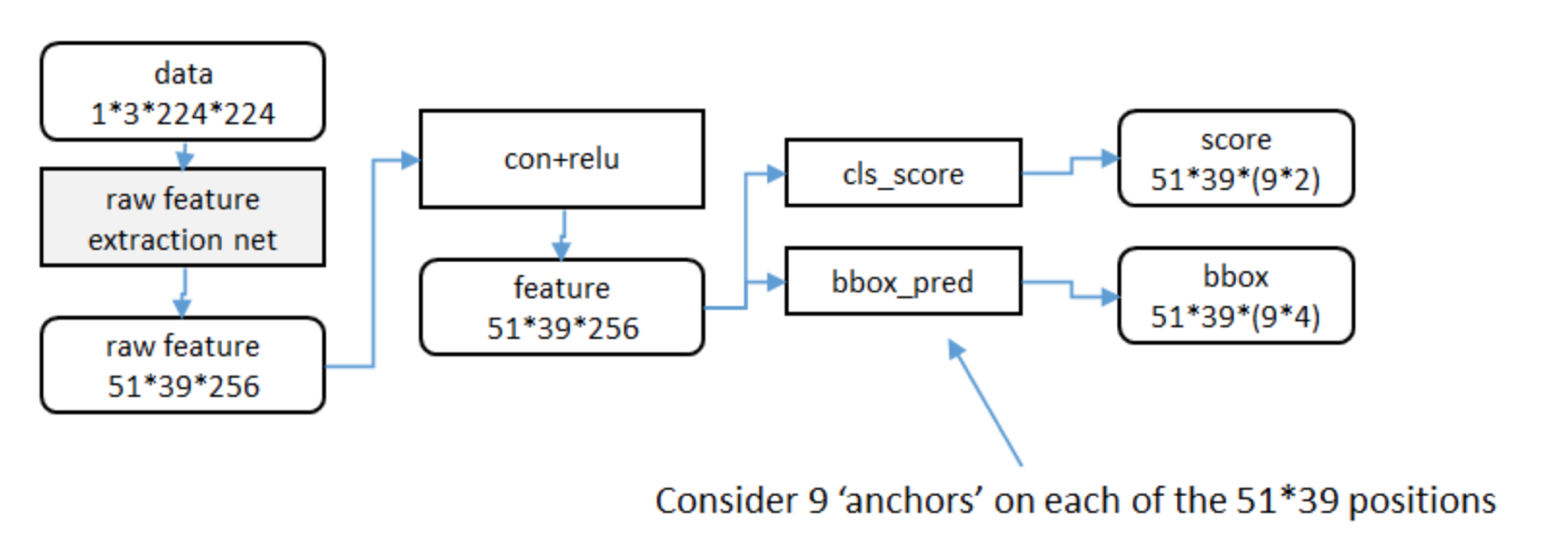 data
1*3*224*224
raw feature
extraction net
raw feature
51*39*256
con+relu
feature
51*39*256
cls_score
bbox_pred
score
51*39*(9*2)
bbox
51*39*(9*4)
Consider 9 ‘anchors’ on each of the 51*39 positions